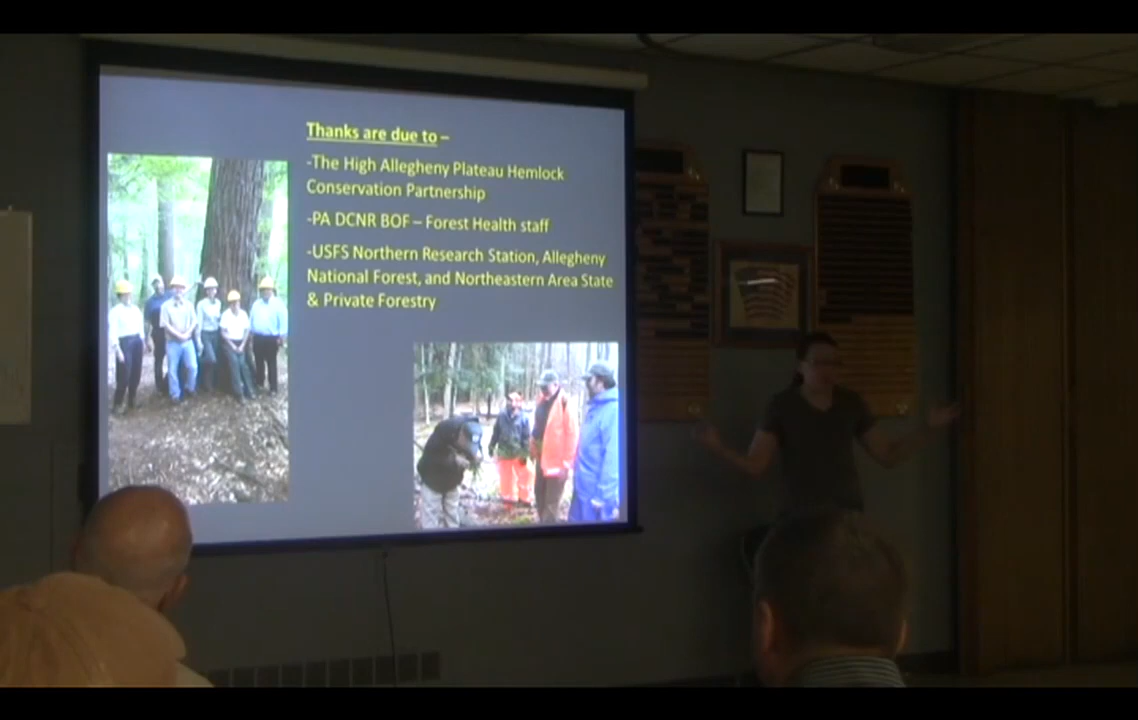 Thanks are due to –
-The High Allegheny Plateau Hemlock
Conservation Partnership
-PA DCNR BOF – Forest Health staff
-USFS Northern Research Station, Allegheny
National Forest, and Northeastern Area State
& Private Forestry